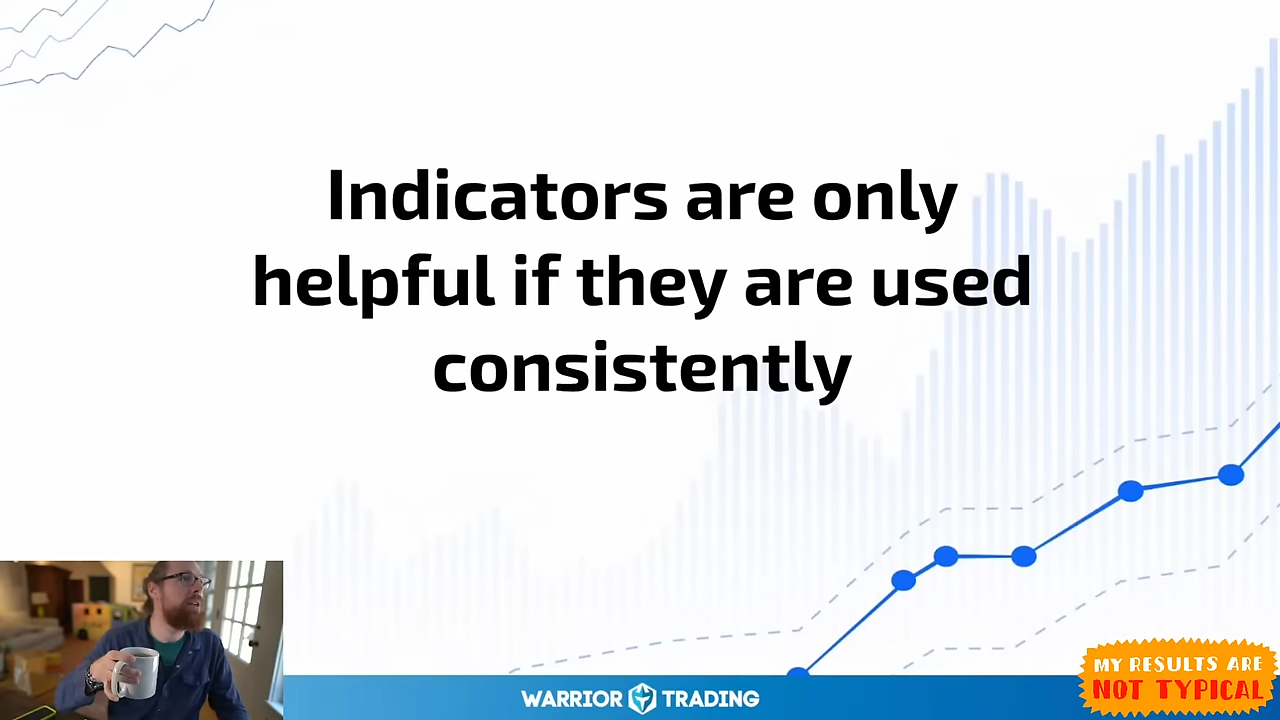 Indicators are only
helpful if they are used
consistently
WARRIOR TRADING
MY RESULTS ARE
NOT TYPICAL